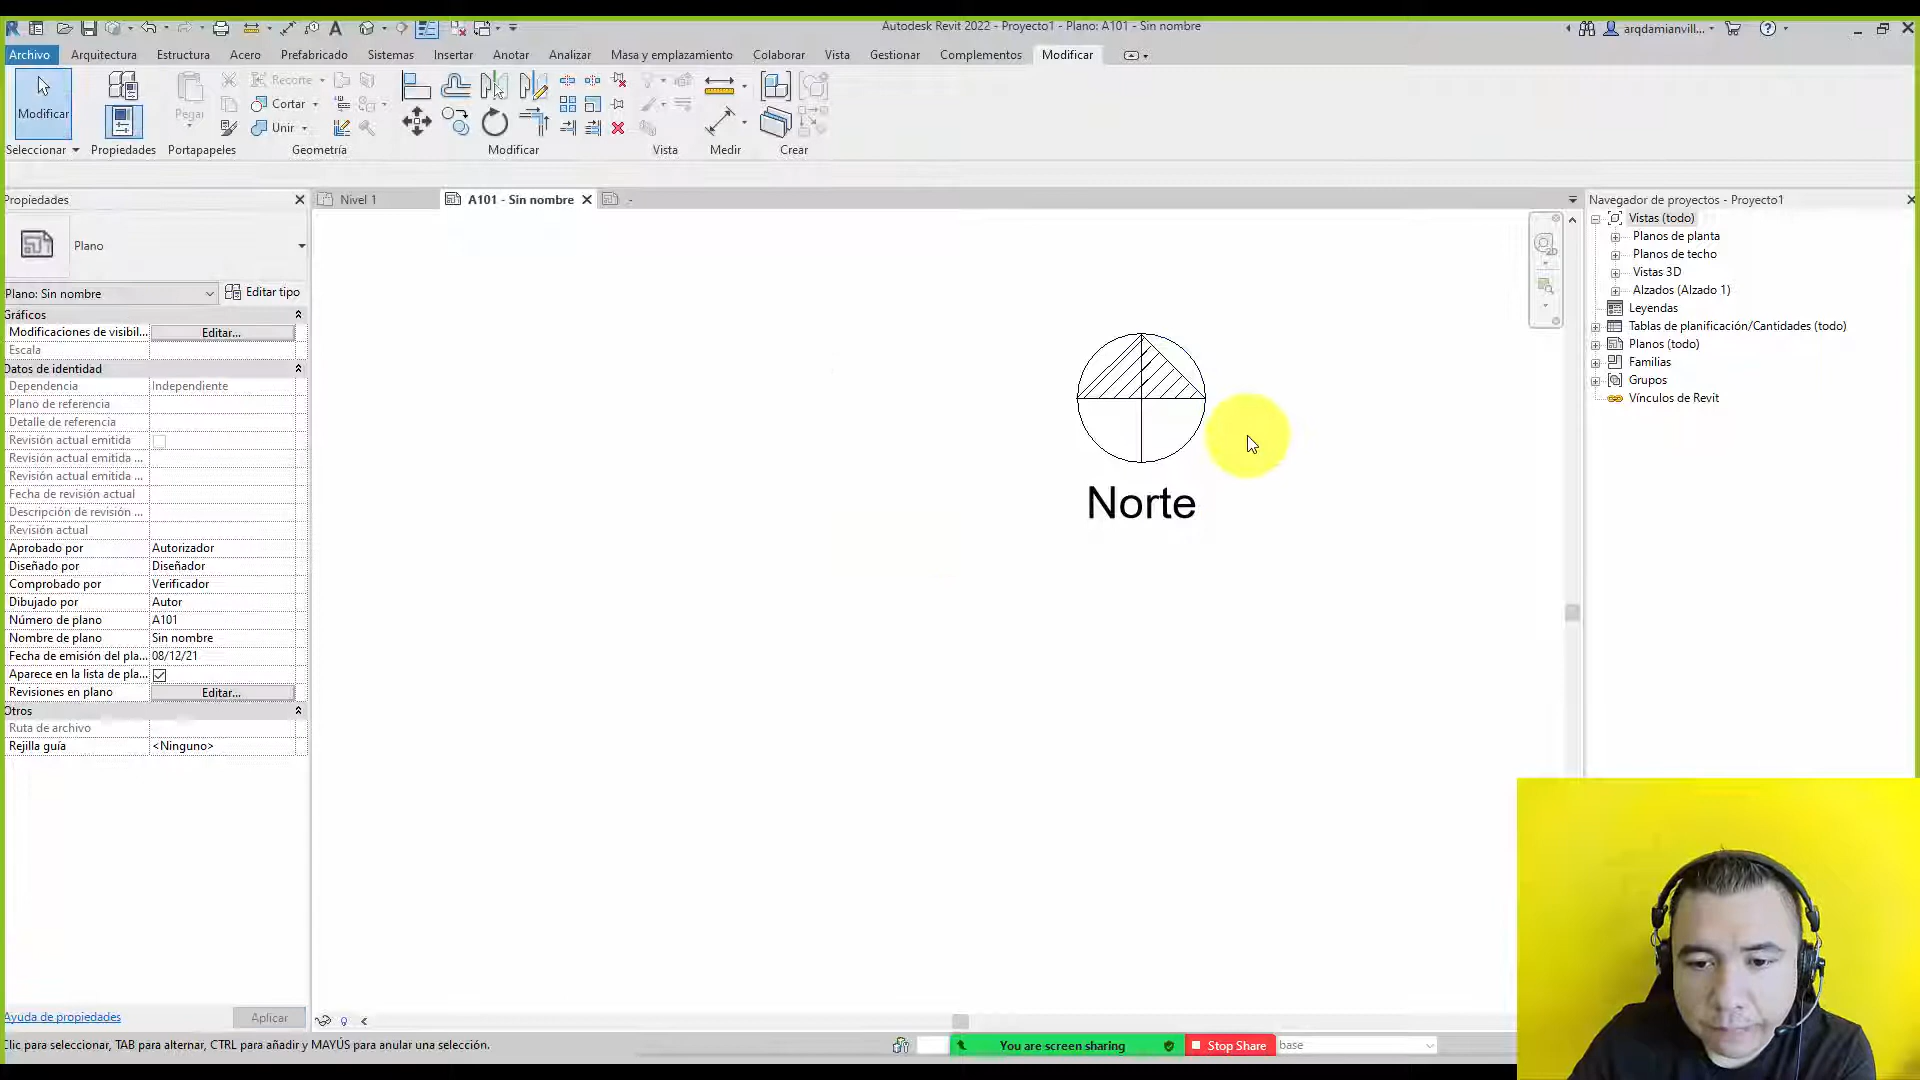 Autodesk Revit 2022 - Proyecto1 - Plano: A101 - Sin nombre
arqdamianvill...
Archivo Arquitectura Estructura Acero Prefabricado Sistemas Insertar Anotar Analizar Masa y emplazamiento Colaborar Vista Gestionar Complementos Modificar
Modificar
Pegar
Recorte
Cortar
Unir
Seleccionar Propiedades Portapapeles Geometría Modificar Vista Medir Crear
Propiedades
Nivel 1
A101 - Sin nombre
-
Navegador de proyectos - Proyecto1
Plano
Plano: Sin nombre
Editar tipo
Gráficos
Modificaciones de visibil... Editar...
Escala
Datos de identidad
Dependencia Independiente
Plano de referencia
Detalle de referencia
Revisión actual emitida
Revisión actual emitida ...
Revisión actual emitida ...
Fecha de revisión actual
Descripción de revisión ...
Revisión actual
Aprobado por Autorizador
Diseñado por Diseñador
Comprobado por Verificador
Dibujado por Autor
Número de plano A101
Nombre de plano Sin nombre
Fecha de emisión del pla... 08/12/21
Aparece en la lista de pla...
Revisiones en plano Editar...
Otros
Ruta de archivo
Rejilla guía <Ninguno>
Ayuda de propiedades
Aplicar
Norte
2D
Vistas (todo)
Planos de planta
Planos de techo
Vistas 3D
Alzados (Alzado 1)
Leyendas
Tablas de planificación/Cantidades (todo)
Planos (todo)
Familias
Grupos
Vínculos de Revit
Clic para seleccionar, TAB para alternar, CTRL para añadir y MAYÚS para anular una selección.
You are screen sharing
Stop Share
base